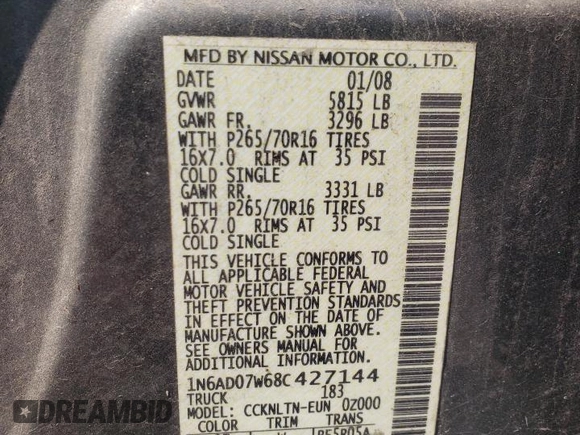 MFD BY NISSAN MOTOR CO., LTD.
DATE 01/08
GVWR 5815 LB
GAWR FR. 3296 LB
WITH P265/70R16 TIRES
16X7.0 RIMS AT 35 PSI
COLD SINGLE
GAWR RR. 3331 LB
WITH P265/70R16 TIRES
16X7.0 RIMS AT 35 PSI
COLD SINGLE
THIS VEHICLE CONFORMS TO
ALL APPLICABLE FEDERAL
MOTOR VEHICLE SAFETY AND
THEFT PREVENTION STANDARDS
IN EFFECT ON THE DATE OF
MANUFACTURE SHOWN ABOVE.
SEE OWNERS MANUAL FOR
ADDITIONAL INFORMATION.
1N6AD07W68C427144
TRUCK 183
MODEL: CCKNLTN-EUN 0Z000
COLOR TRIM TRANS
RE5R05A
DREAMBID